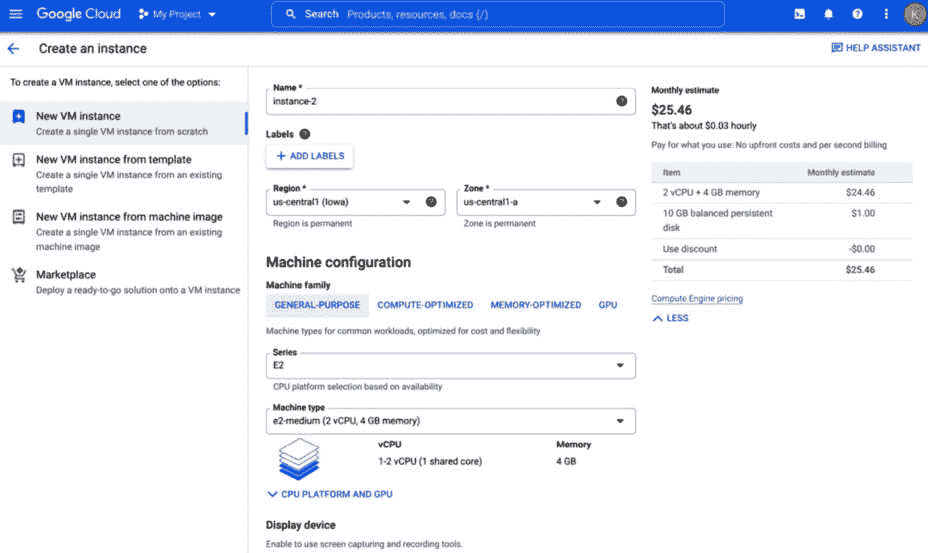 Google Cloud
My Project
Search Products, resources, docs (/)
K
Create an instance
HELP ASSISTANT
To create a VM instance, select one of the options:
New VM instance
Create a single VM instance from scratch
New VM instance from template
Create a single VM instance from an existing
template
New VM instance from machine image
Create a single VM instance from an existing
machine image
Marketplace
Deploy a ready-to-go solution onto a VM instance
Name *
instance-2
Labels
+ ADD LABELS
Region *
us-central1 (Iowa)
Region is permanent
Zone *
us-central1-a
Zone is permanent
Machine configuration
Machine family
GENERAL-PURPOSE COMPUTE-OPTIMIZED MEMORY-OPTIMIZED GPU
Machine types for common workloads, optimized for cost and flexibility
Series
E2
CPU platform selection based on availability
Machine type
e2-medium (2 vCPU, 4 GB memory)
vCPU Memory
1-2 vCPU (1 shared core) 4 GB
CPU PLATFORM AND GPU
Display device
Enable to use screen capturing and recording tools.
Monthly estimate
$25.46
That's about $0.03 hourly
Pay for what you use: No upfront costs and per second billing
Item Monthly estimate
2 vCPU + 4 GB memory $24.46
10 GB balanced persistent $1.00
disk
Use discount -$0.00
Total $25.46
Compute Engine pricing
LESS